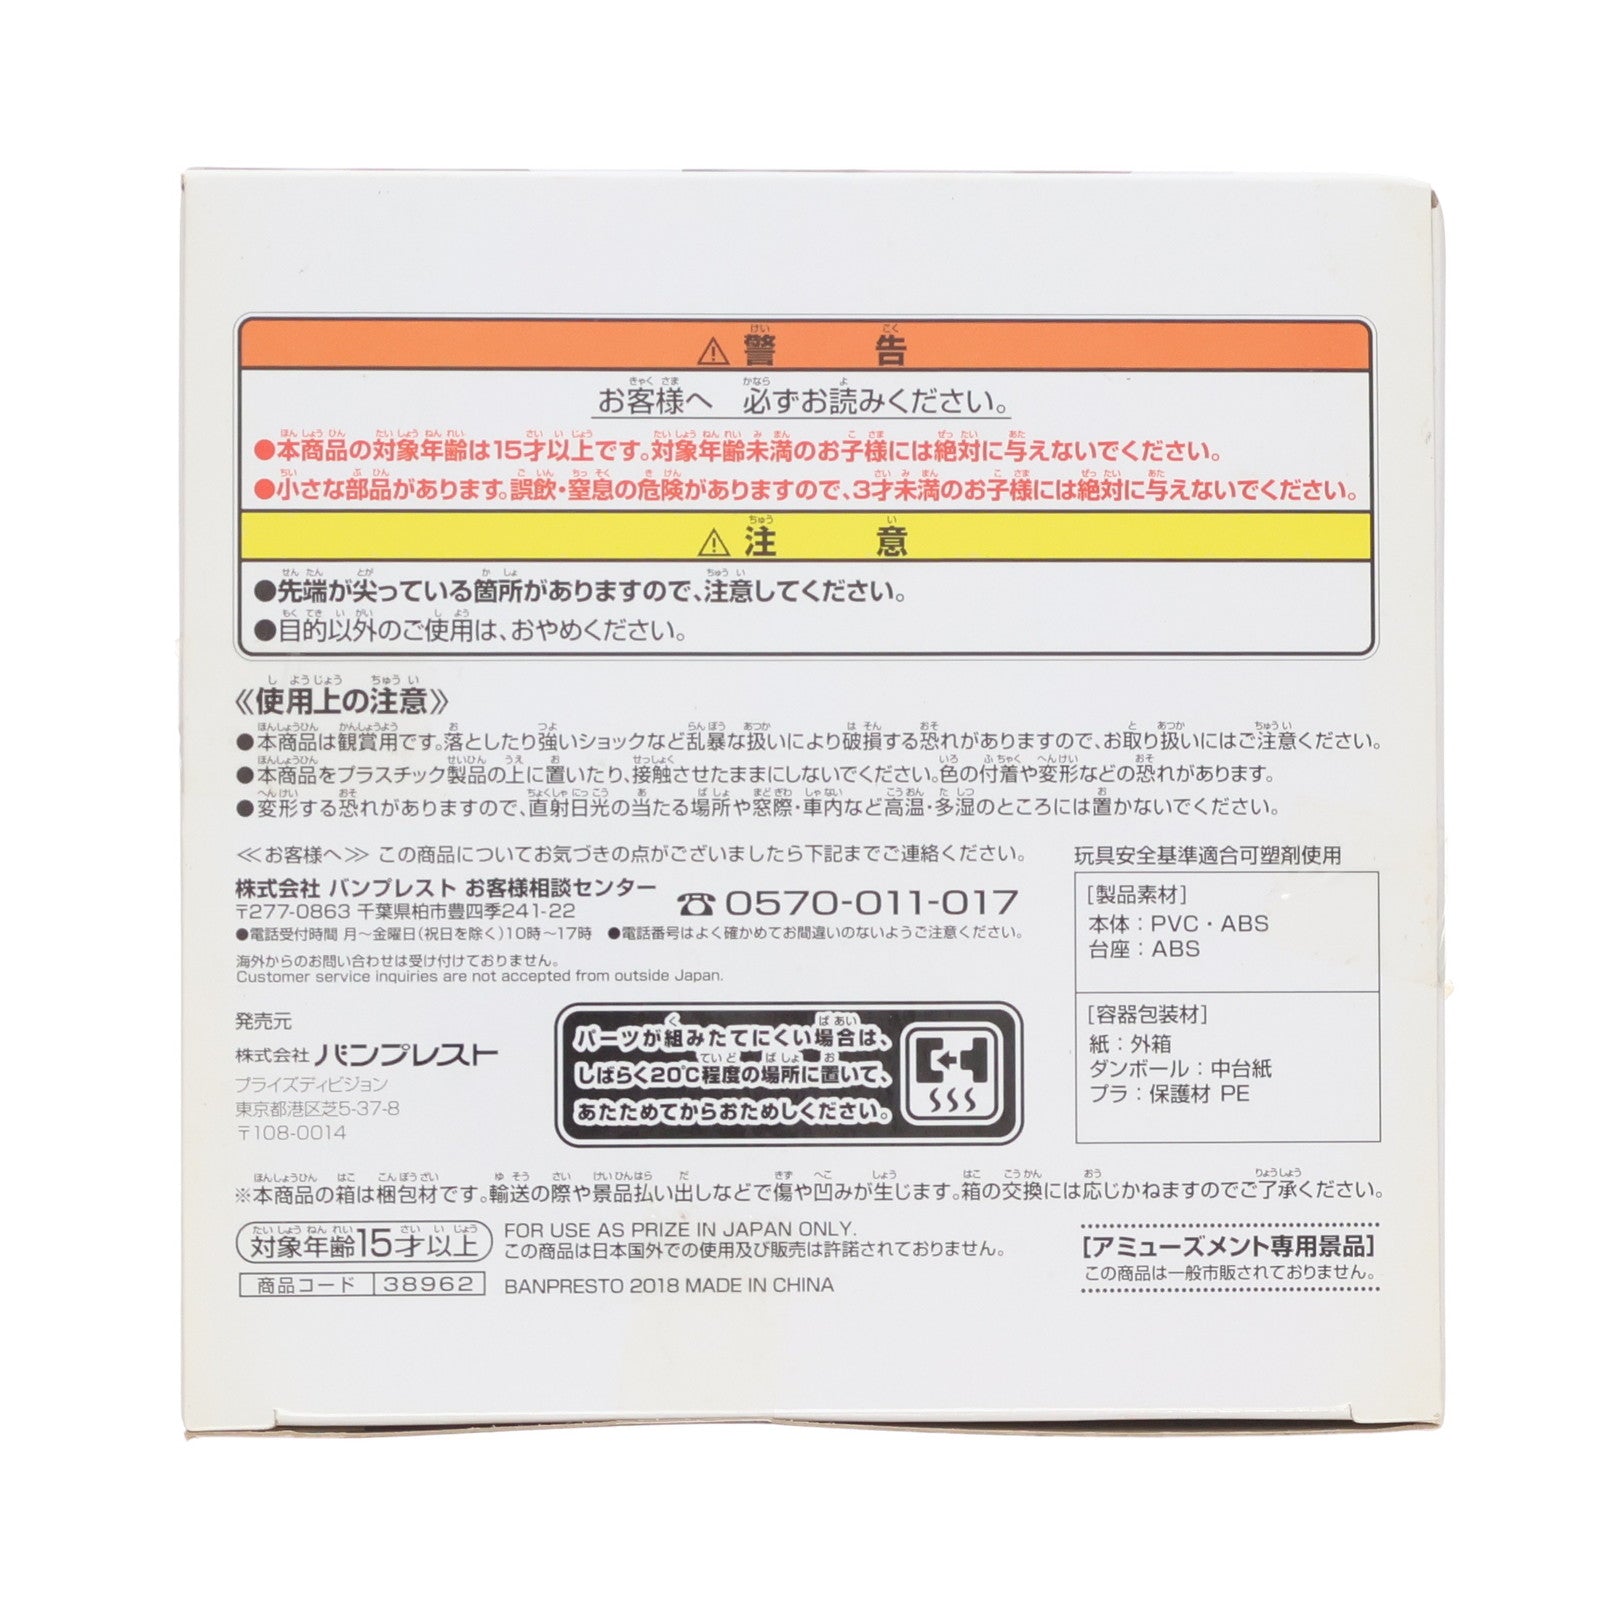 ⚠警 告
お客様へ 必ずお読みください。
●本商品の対象年齢は15才以上です。対象年齢未満のお子様には絶対に与えないでください。
●小さな部品があります。誤飲・窒息の危険がありますので、3才未満のお子様には絶対に与えないでください。
⚠注 意
●先端が尖っている箇所がありますので、注意してください。
●目的以外のご使用は、おやめください。
《使用上の注意》
●本商品は観賞用です。落としたり強いショックなど乱暴な扱いにより破損する恐れがありますので、お取り扱いにはご注意ください。
●本商品をプラスチック製品の上に置いたり、接触させたままにしないでください。色の付着や変形などの恐れがあります。
●変形する恐れがありますので、直射日光の当たる場所や窓際・車内など高温・多湿のところには置かないでください。
≪お客様へ≫ この商品についてお気づきの点がございましたら下記までご連絡ください。
株式会社 バンプレスト お客様相談センター
〒277-0863 千葉県柏市豊四季241-22
☎0570-011-017
●電話受付時間 月〜金曜日(祝日を除く)10時〜17時 ●電話番号はよく確かめてお間違いのないようご注意ください。
海外からのお問い合わせは受け付けておりません。
Customer service inquiries are not accepted from outside Japan.
玩具安全基準適合可塑剤使用
[製品素材]
本体:PVC・ABS
台座:ABS
[容器包装材]
紙:外箱
ダンボール:中台紙
プラ:保護材 PE
発売元
株式会社 バンプレスト
プライズディビジョン
東京都港区芝5-37-8
〒108-0014
パーツが組みたてにくい場合は、
しばらく20℃程度の場所に置いて、
あたためてからおためしください。
※本商品の箱は梱包材です。輸送の際や景品払い出しなどで傷や凹みが生じます。箱の交換には応じかねますのでご了承ください。
対象年齢15才以上
FOR USE AS PRIZE IN JAPAN ONLY.
この商品は日本国外での使用及び販売は許諾されておりません。
商品コード 38962
BANPRESTO 2018 MADE IN CHINA
[アミューズメント専用景品]
この商品は一般市販されておりません。